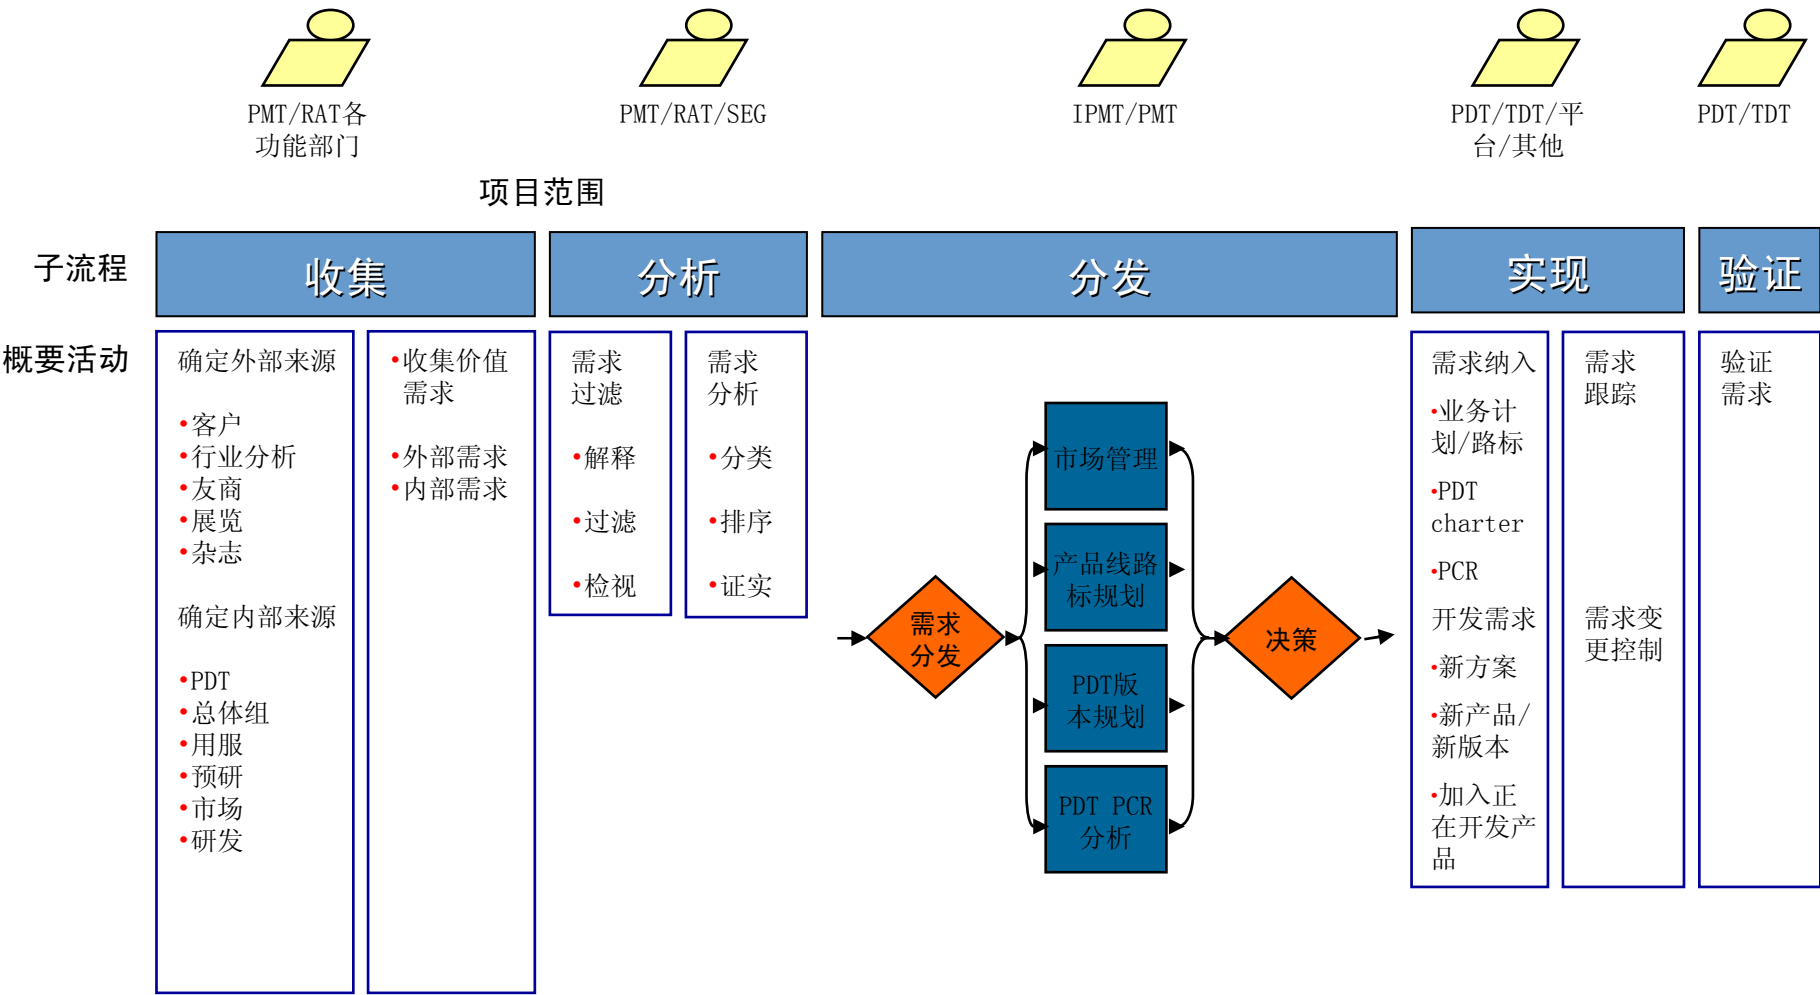 PMT/RAT各
功能部门
PMT/RAT/SEG
IPMT/PMT
PDT/TDT/平
台/其他
PDT/TDT
项目范围
子流程
收集
分析
分发
实现
验证
概要活动
确定外部来源
•客户
•行业分析
•友商
•展览
•杂志
确定内部来源
•PDT
•总体组
•用服
•预研
•市场
•研发
•收集价值
需求
•外部需求
•内部需求
需求
过滤
•解释
•过滤
•检视
需求
分析
•分类
•排序
•证实
需求
分发
市场管理
产品线路
标规划
PDT版
本规划
PDT PCR
分析
决策
需求纳入
•业务计
划/路标
•PDT
charter
•PCR
开发需求
•新方案
•新产品/
新版本
•加入正
在开发产
品
需求
跟踪
需求变
更控制
验证
需求